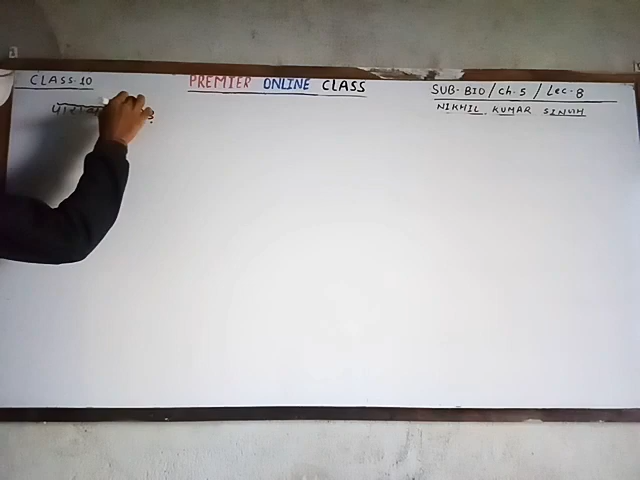 CLASS-10
PREMIER ONLINE CLASS
SUB- BIO / Ch. 5 / Lec- 8
NIKHIL KUMAR SINGH